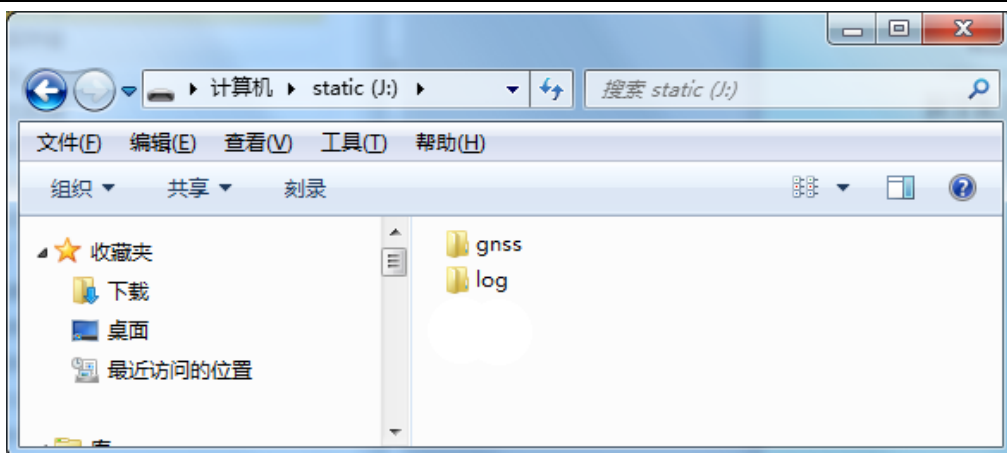 计算机 static (J:) 搜索 static (J:)
文件(F) 编辑(E) 查看(V) 工具(T) 帮助(H)
组织 共享 刻录
收藏夹
下载
桌面
最近访问的位置
gnss
log